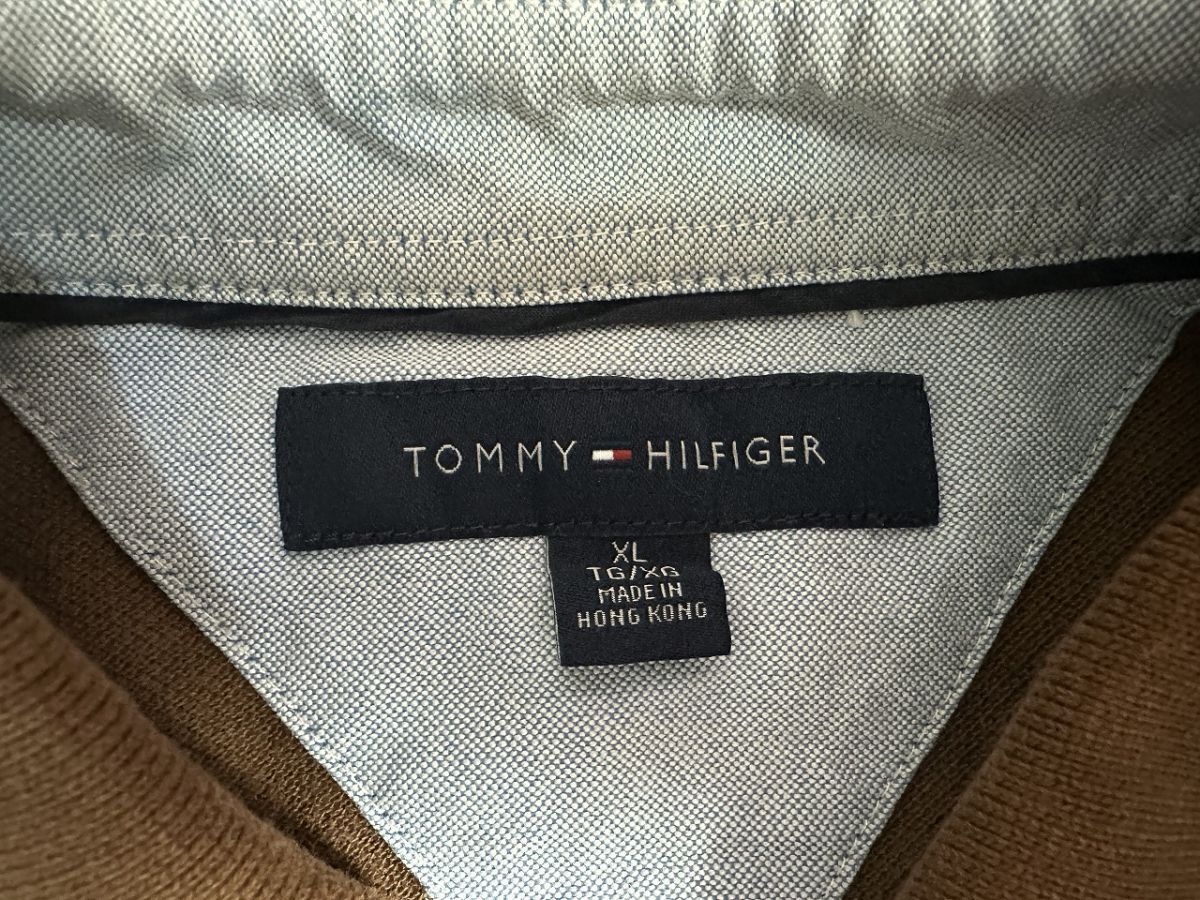 TOMMY HILFIGER
XL
TG/XG
MADE IN
HONG KONG